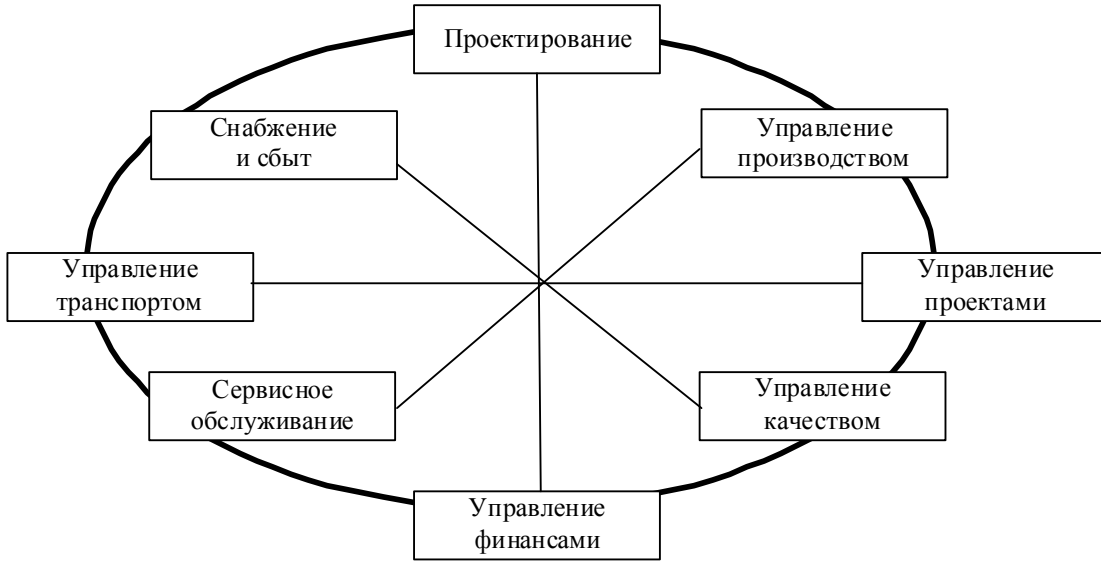 Проектирование
Снабжение
и сбыт
Управление
производством
Управление
транспортом
Управление
проектами
Сервисное
обслуживание
Управление
качеством
Управление
финансами